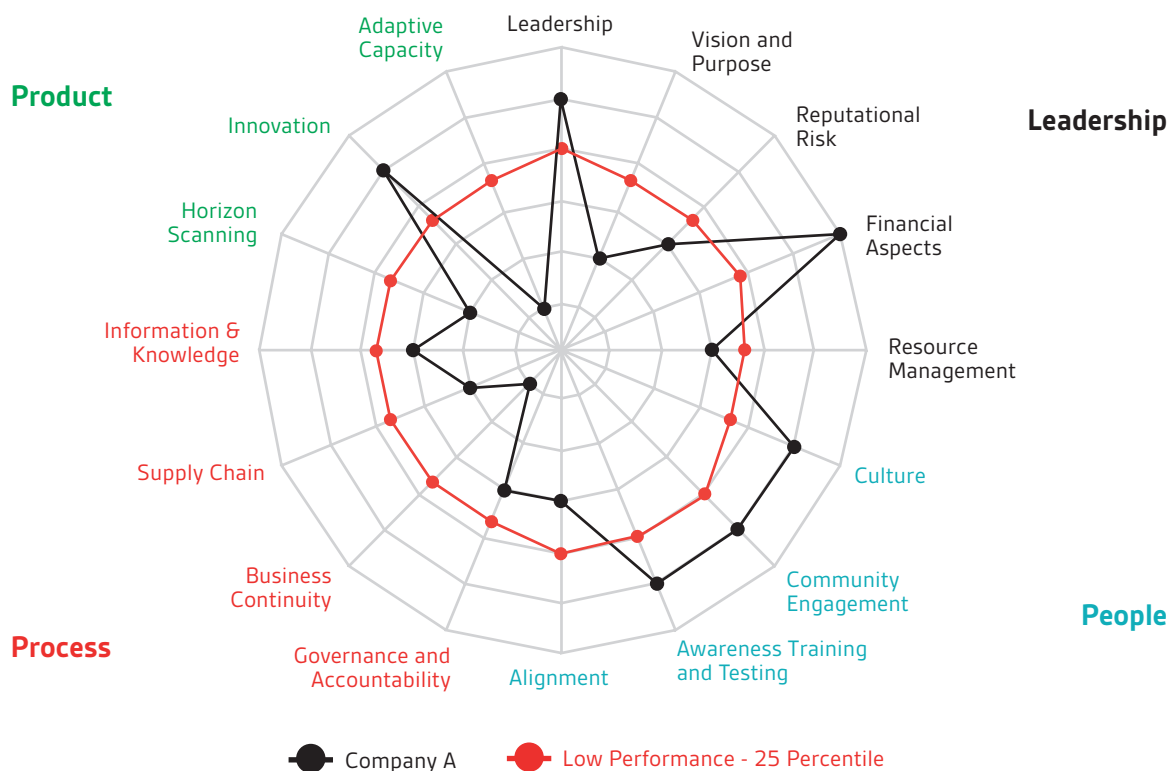 Leadership
Adaptive
Capacity
Vision and
Purpose
Product
Reputational
Risk
Leadership
Innovation
Horizon
Scanning
Financial
Aspects
Information &
Knowledge
Resource
Management
Supply Chain
Culture
Business
Continuity
Community
Engagement
People
Process
Governance and
Accountability
Alignment
Awareness Training
and Testing
Company A
Low Performance - 25 Percentile